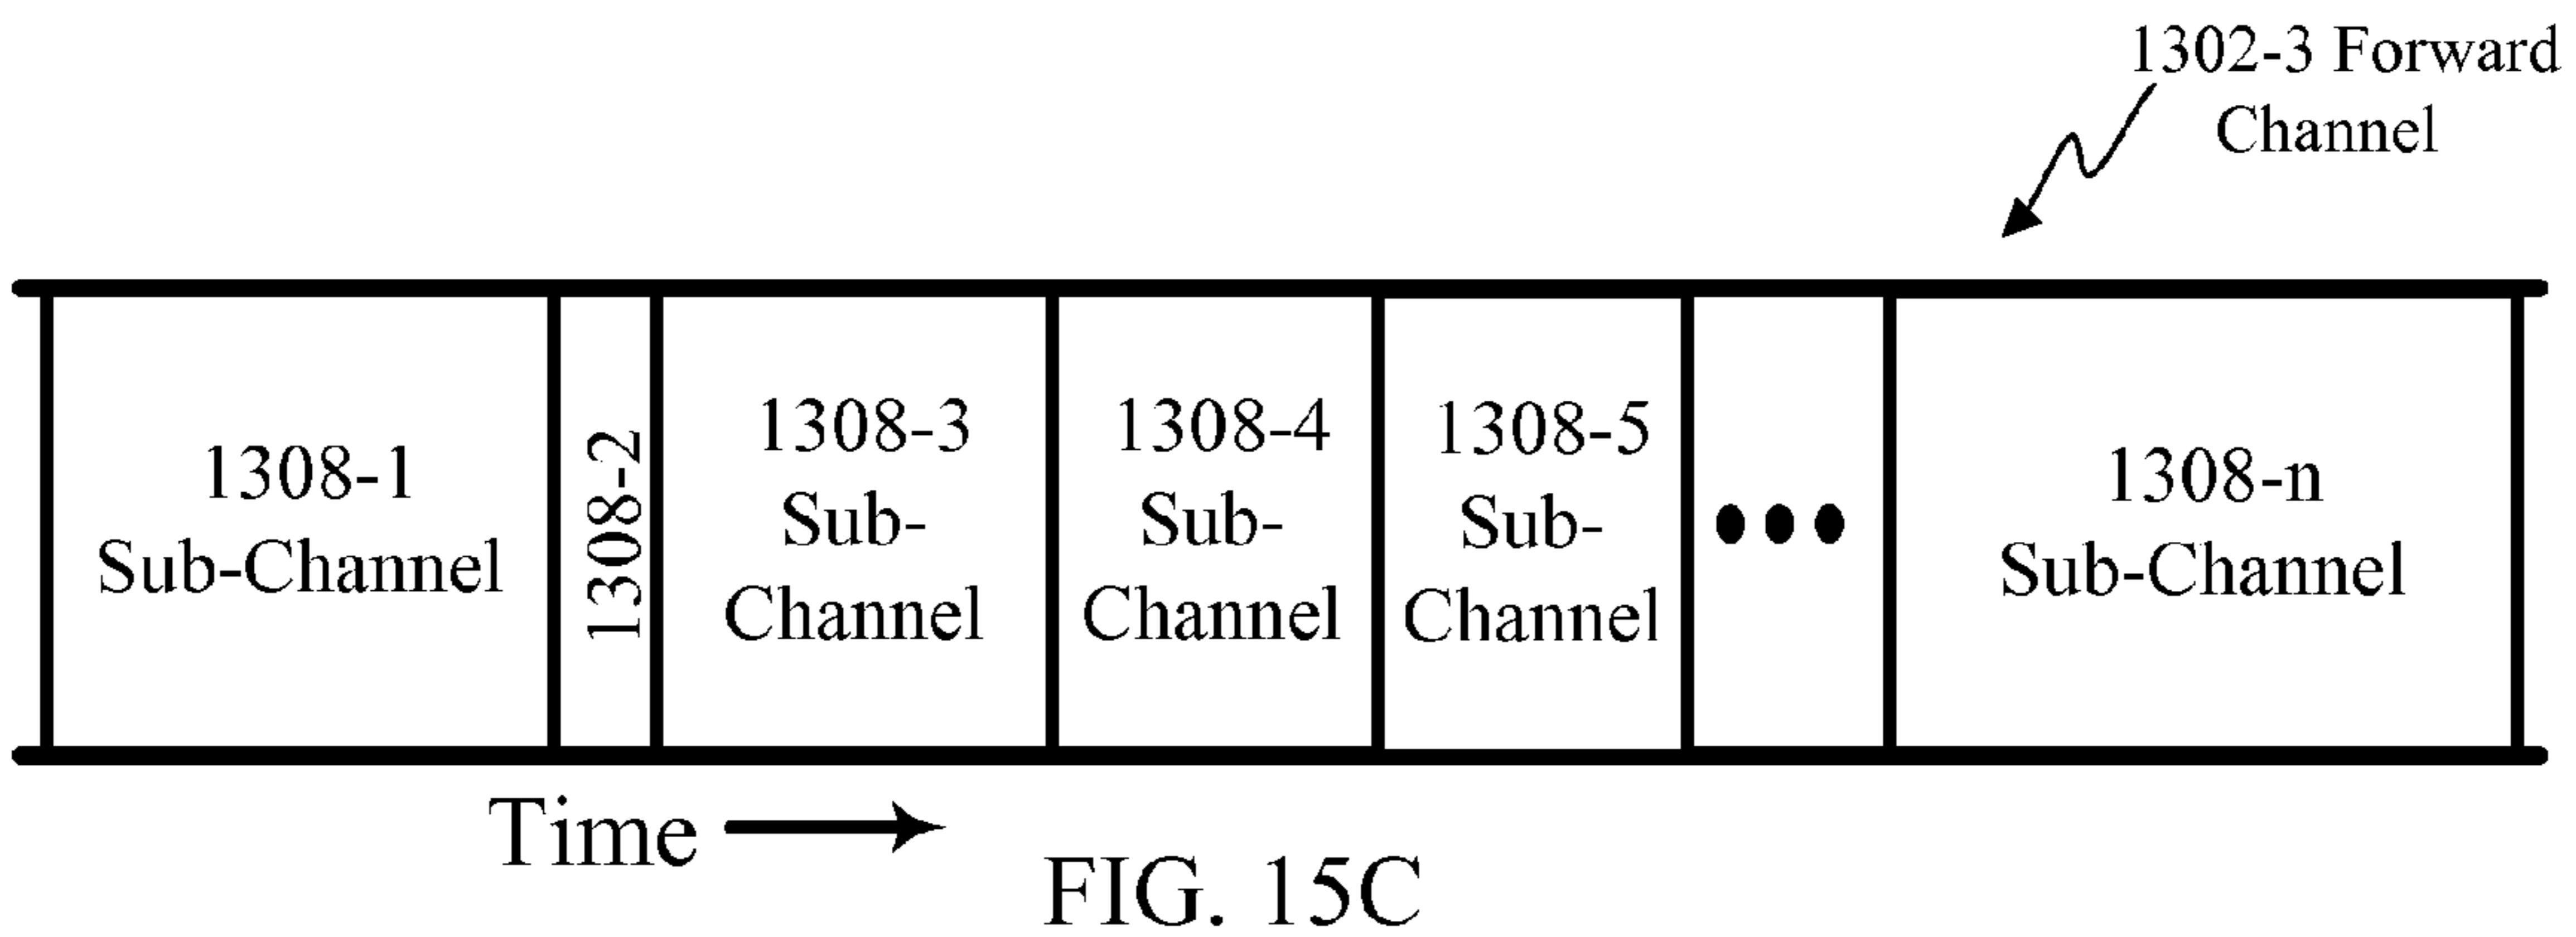 1302-3 Forward
Channel
1308-1
Sub-Channel
1308-2
1308-3
Sub-
Channel
1308-4
Sub-
Channel
1308-5
Sub-
Channel
•••
1308-n
Sub-Channel
Time
FIG. 15C